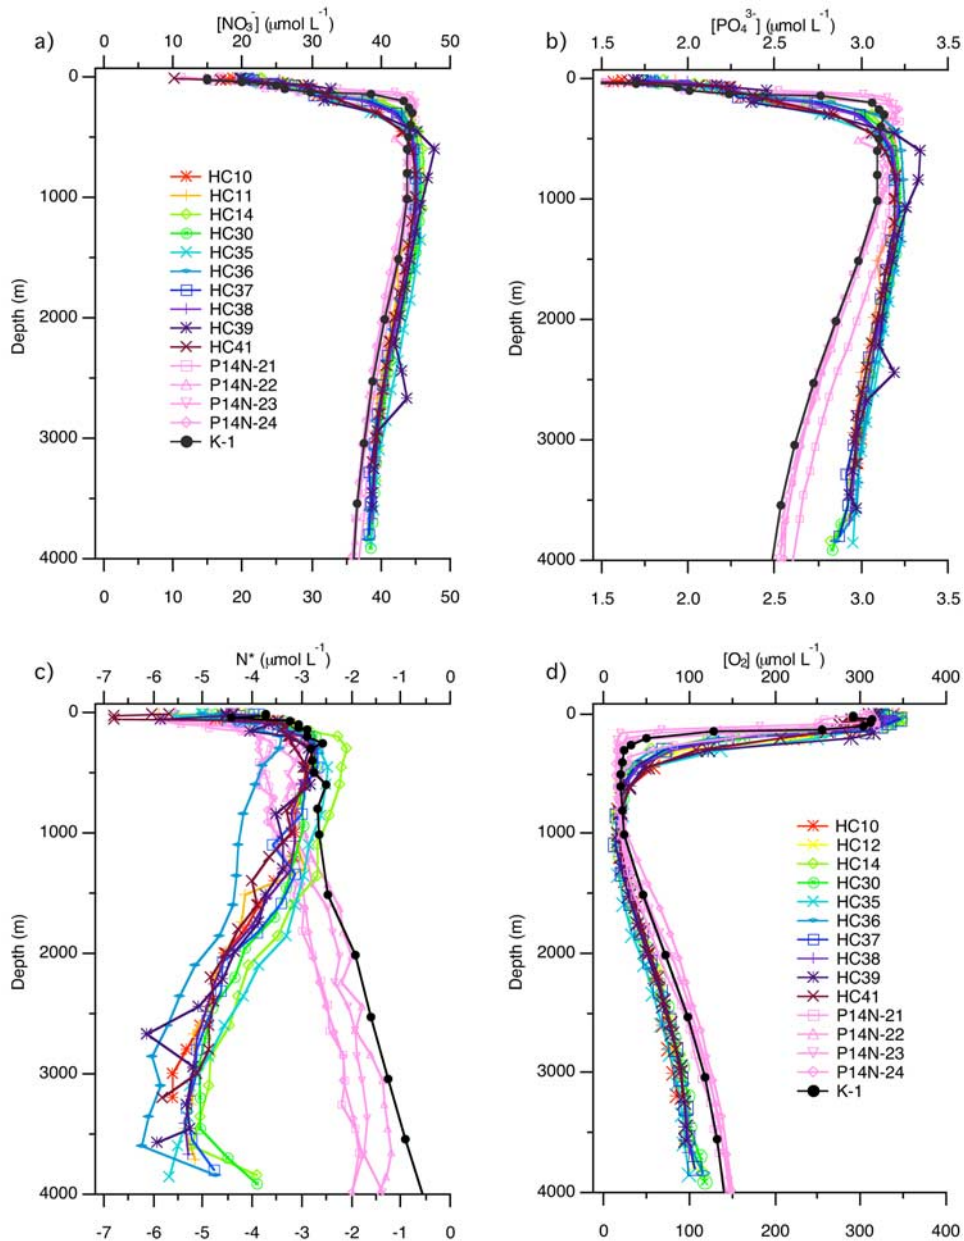 a)
[NO₃⁻] (μmol L⁻¹)
0 10 20 30 40 50
0
1000
2000
3000
4000
Depth (m)
HC10
HC11
HC14
HC30
HC35
HC36
HC37
HC38
HC39
HC41
P14N-21
P14N-22
P14N-23
P14N-24
K-1
0 10 20 30 40 50
b)
[PO₄³⁻] (μmol L⁻¹)
1.5 2.0 2.5 3.0 3.5
0
1000
2000
3000
4000
Depth (m)
1.5 2.0 2.5 3.0 3.5
c)
N* (μmol L⁻¹)
-7 -6 -5 -4 -3 -2 -1 0
0
1000
2000
3000
4000
Depth (m)
-7 -6 -5 -4 -3 -2 -1 0
d)
[O₂] (μmol L⁻¹)
0 100 200 300 400
0
1000
2000
3000
4000
Depth (m)
HC10
HC12
HC14
HC30
HC35
HC36
HC37
HC38
HC39
HC41
P14N-21
P14N-22
P14N-23
P14N-24
K-1
0 100 200 300 400